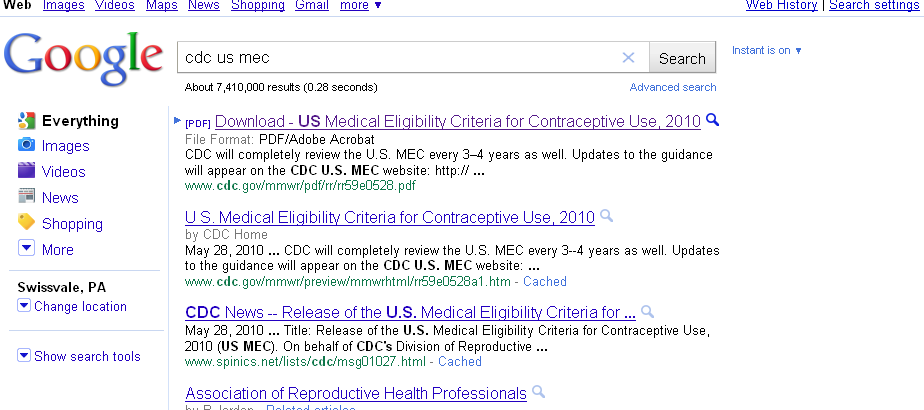 Web Images Videos Maps News Shopping Gmail more ▼ Web History | Search settings
Google
cdc us mec
Search
Instant is on ▼
About 7,410,000 results (0.28 seconds) Advanced search
Everything
Images
Videos
News
Shopping
More
Swissvale, PA
Change location
Show search tools
[PDF] Download - US Medical Eligibility Criteria for Contraceptive Use, 2010
File Format: PDF/Adobe Acrobat
CDC will completely review the U.S. MEC every 3–4 years as well. Updates to the guidance
will appear on the CDC U.S. MEC website: http:// ...
www.cdc.gov/mmwr/pdf/rr/rr59e0528.pdf
U S. Medical Eligibility Criteria for Contraceptive Use, 2010
by CDC Home
May 28, 2010 ... CDC will completely review the U.S. MEC every 3--4 years as well. Updates
to the guidance will appear on the CDC U.S. MEC website: ...
www.cdc.gov/mmwr/preview/mmwrhtml/rr59e0528a1.htm - Cached
CDC News -- Release of the U.S. Medical Eligibility Criteria for ...
May 28, 2010 ... Title: Release of the U.S. Medical Eligibility Criteria for Contraceptive Use,
2010 (US MEC). On behalf of CDC's Division of Reproductive ...
www.spinics.net/lists/cdc/msg01027.html - Cached
Association of Reproductive Health Professionals
by R Jordan - Related articles